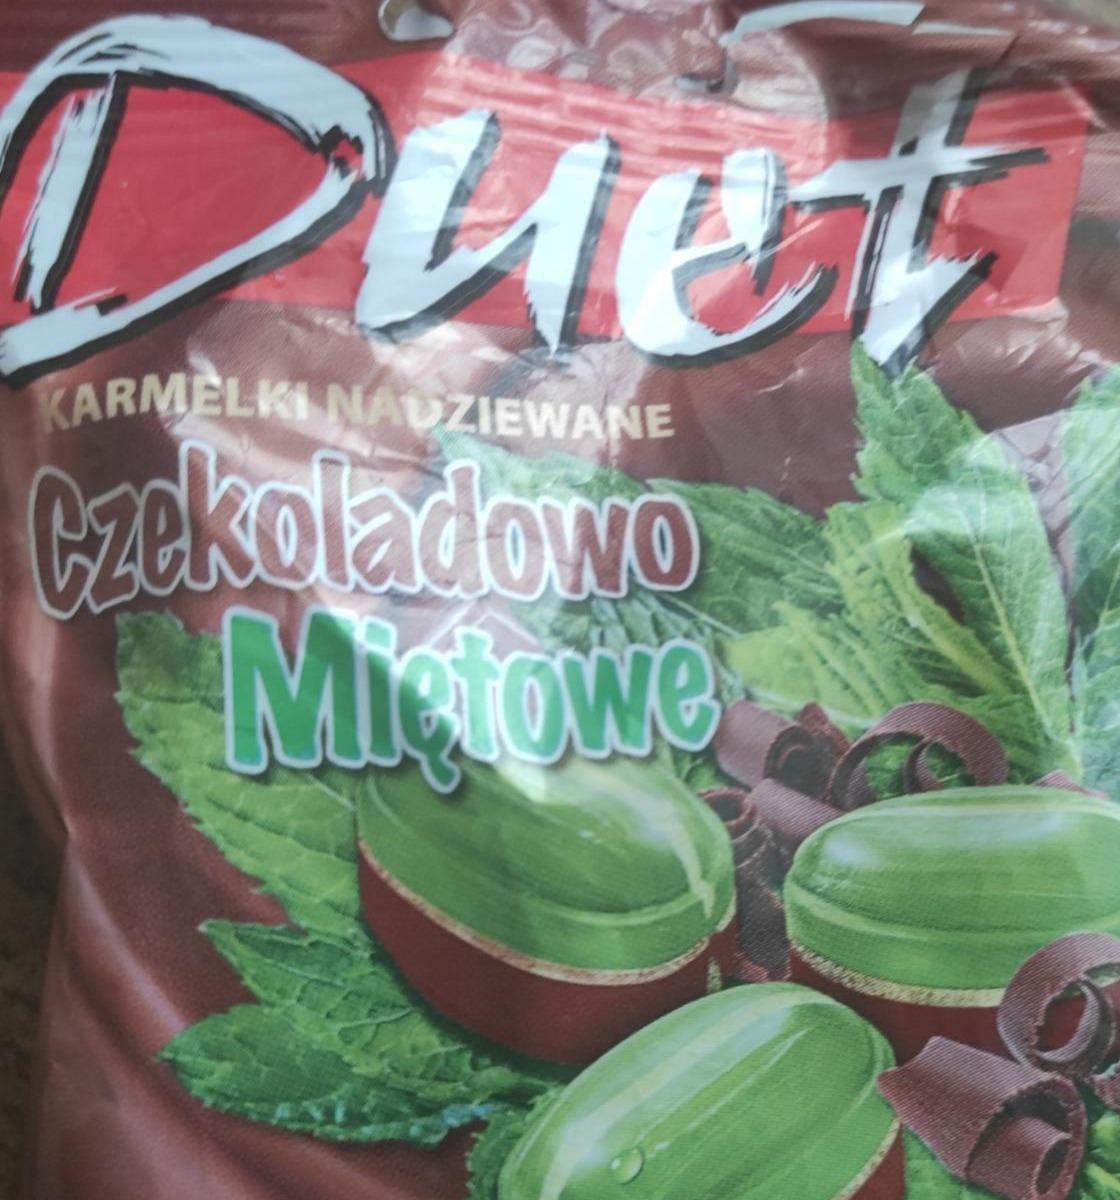 Duet
KARMELKI NADZIEWANE
Czekoladowo
Miętowe